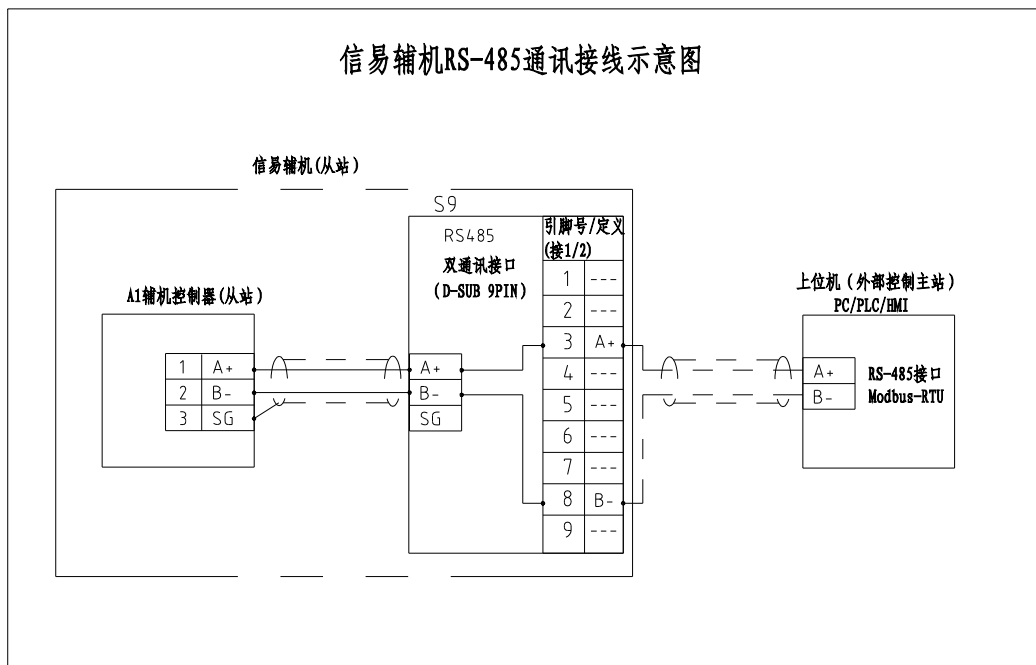 信易辅机RS-485通讯接线示意图
信易辅机(从站)
S9
RS485
双通讯接口
(D-SUB 9PIN)
引脚号/定义
(接1/2)
1 ---
2 ---
3 A+
4 ---
5 ---
6 ---
7 ---
8 B-
9 ---
A1辅机控制器(从站)
1 A+
2 B-
3 SG
A+
B-
SG
上位机(外部控制主站)
PC/PLC/HMI
A+
B-
RS-485接口
Modbus-RTU